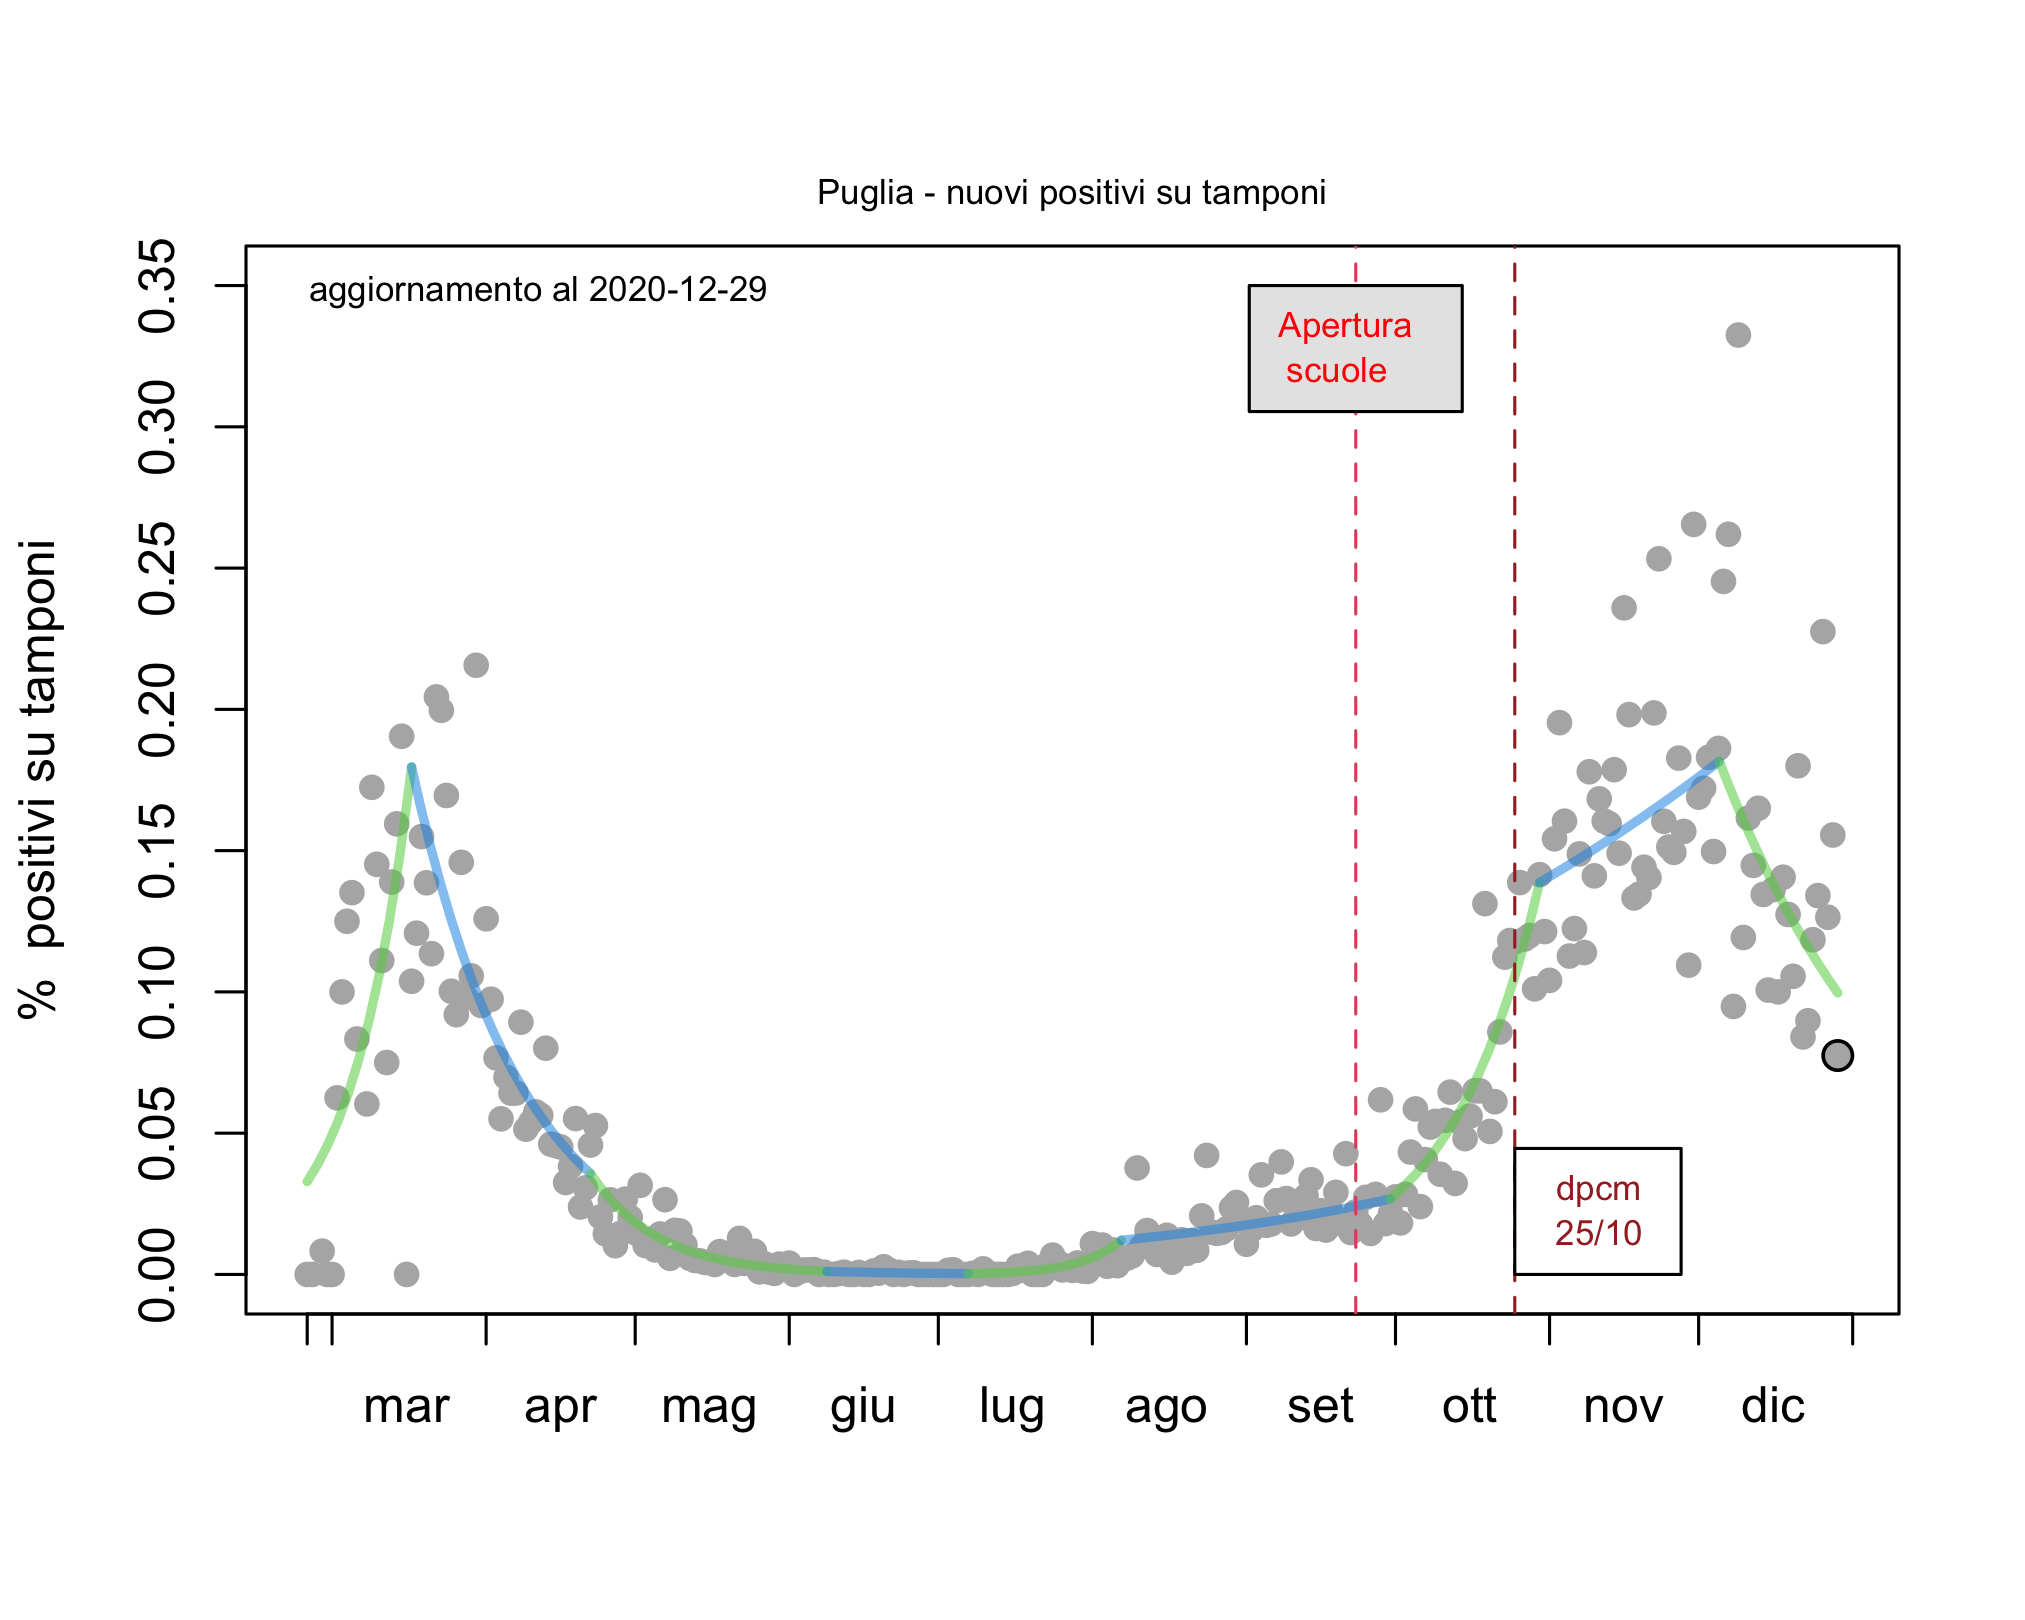 Puglia - nuovi positivi su tamponi
aggiornamento al 2020-12-29
Apertura
scuole
dpcm
25/10
% positivi su tamponi
0.35
0.30
0.25
0.20
0.15
0.10
0.05
0.00
mar apr mag giu lug ago set ott nov dic